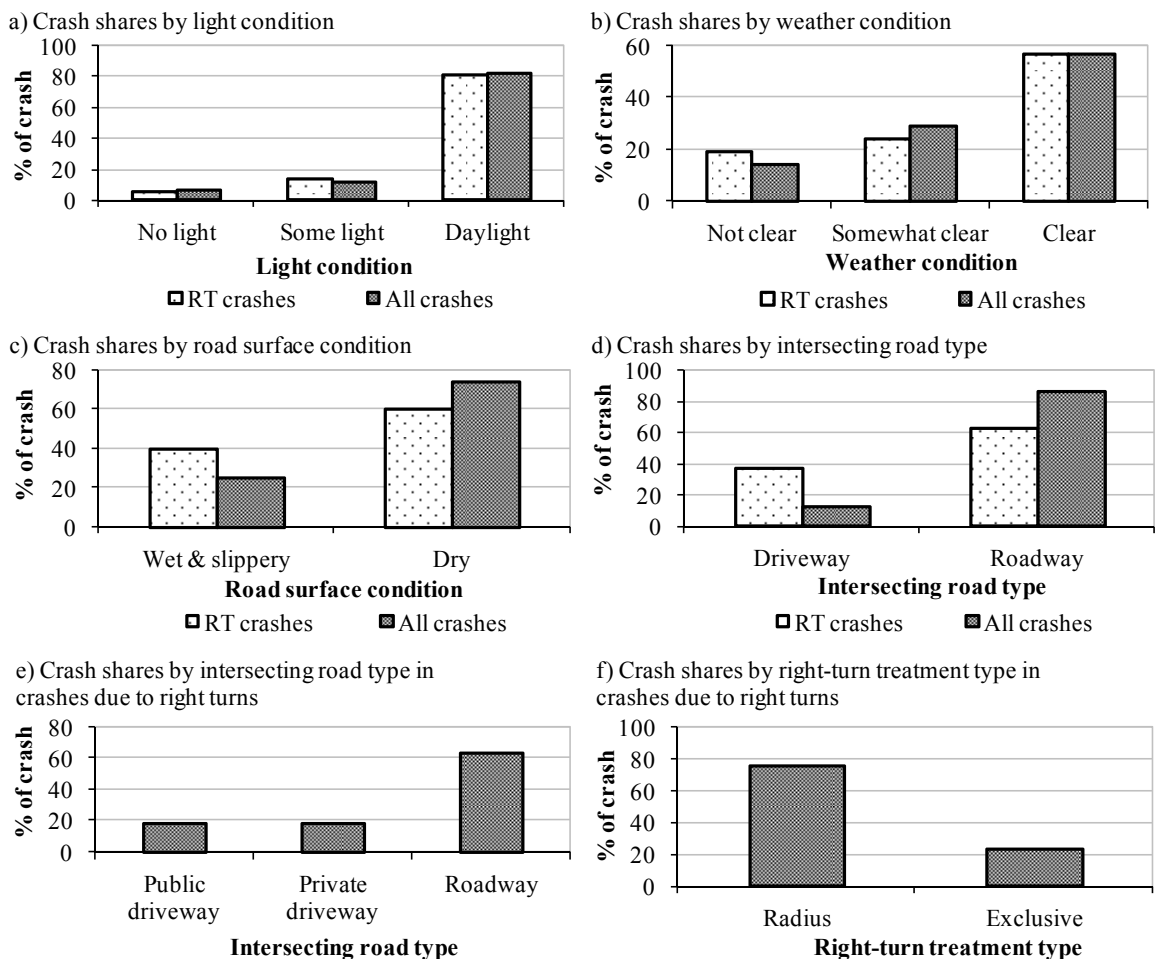 a) Crash shares by light condition
100
80
60
40
20
0
% of crash
No light Some light Daylight
Light condition
RT crashes All crashes
b) Crash shares by weather condition
60
40
20
0
% of crash
Not clear Somewhat clear Clear
Weather condition
RT crashes All crashes
c) Crash shares by road surface condition
80
60
40
20
0
% of crash
Wet & slippery Dry
Road surface condition
RT crashes All crashes
d) Crash shares by intersecting road type
100
80
60
40
20
0
% of crash
Driveway Roadway
Intersecting road type
RT crashes All crashes
e) Crash shares by intersecting road type in
crashes due to right turns
80
60
40
20
0
% of crash
Public Private Roadway
driveway driveway
Intersecting road type
f) Crash shares by right-turn treatment type in
crashes due to right turns
100
80
60
40
20
0
% of crash
Radius Exclusive
Right-turn treatment type